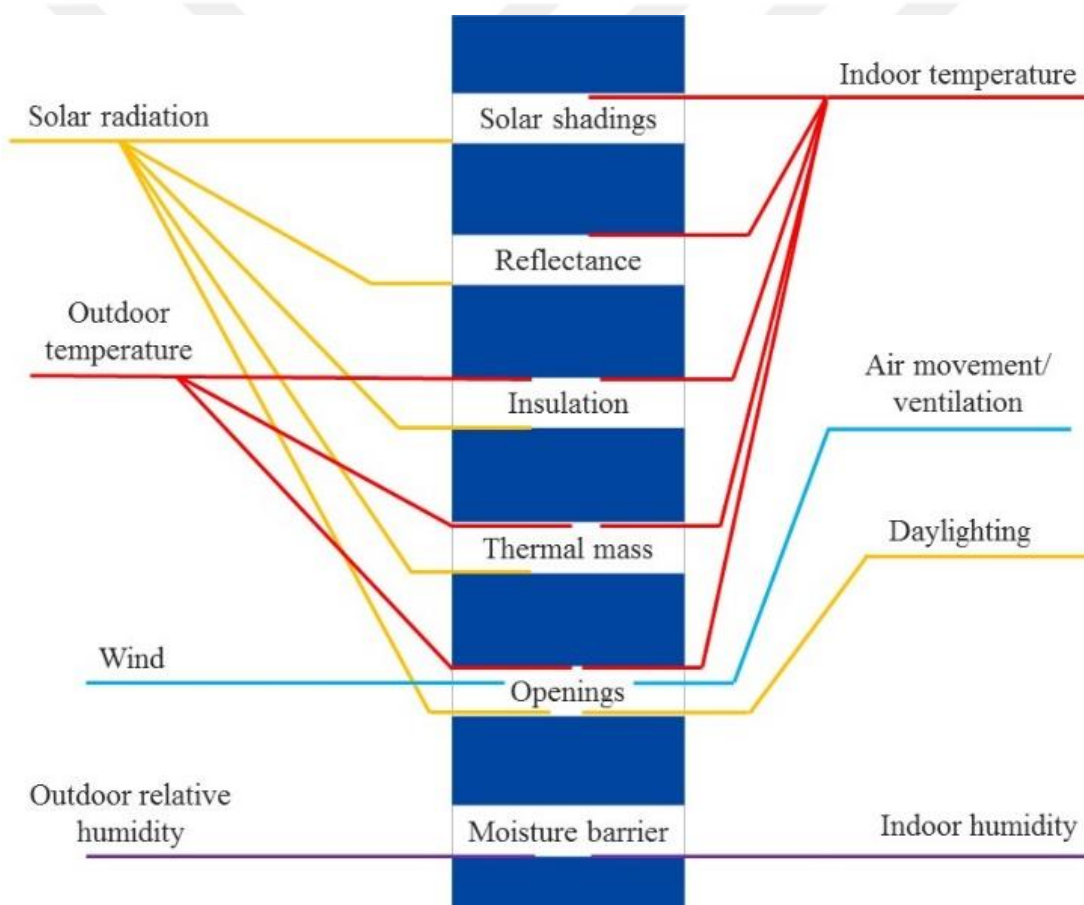 Indoor temperature
Solar radiation
Solar shadings
Reflectance
Outdoor
temperature
Air movement/
ventilation
Insulation
Daylighting
Thermal mass
Wind
Openings
Outdoor relative
humidity
Moisture barrier
Indoor humidity